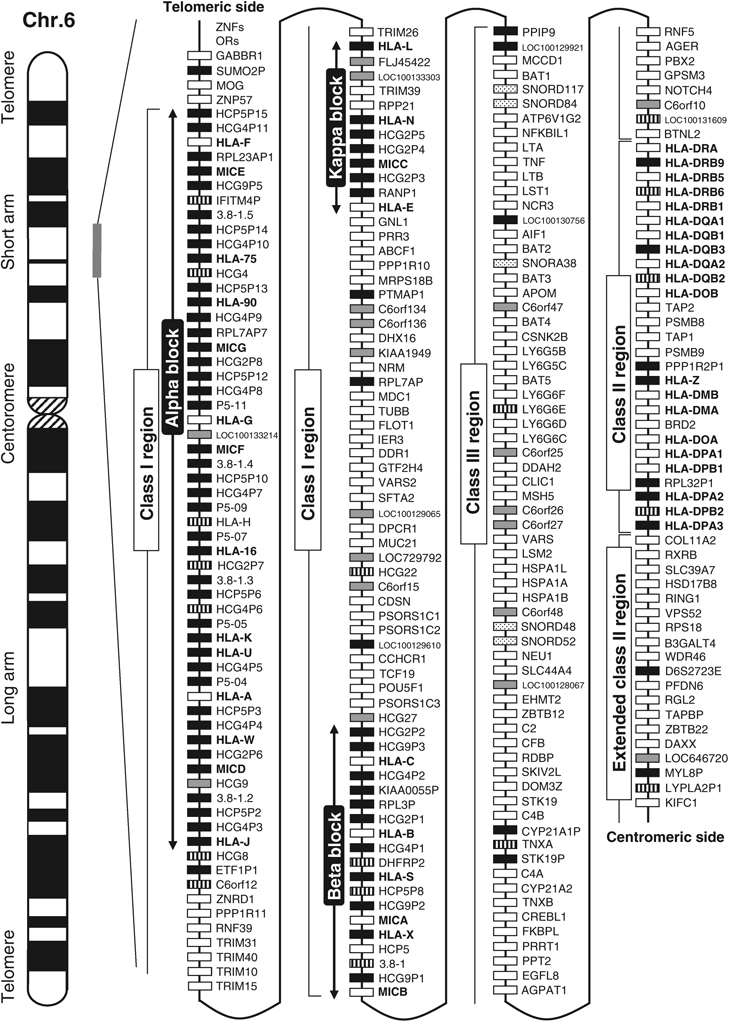 Chr.6
Telomere
Short arm
Centoromere
Long arm
Telomere
Telomeric side
ZNFs
ORs
GABBR1
SUMO2P
MOG
ZNP57
HCP5P15
HCG4P11
HLA-F
RPL23AP1
MICE
HCG9P5
IFITM4P
3.8-1.5
HCP5P14
HCG4P10
HLA-75
HCG4
HCP5P13
HLA-90
HCG4P9
RPL7AP7
MICG
HCG2P8
HCP5P12
HCG4P8
P5-11
HLA-G
LOC100133214
MICF
3.8-1.4
HCP5P10
HCG4P7
P5-09
HLA-H
P5-07
HLA-16
HCG2P7
3.8-1.3
HCP5P6
HCG4P6
P5-05
HLA-K
HLA-U
HCG4P5
P5-04
HLA-A
HCP5P3
HCG4P4
HLA-W
HCG2P6
MICD
HCG9
3.8-1.2
HCP5P2
HCG4P3
HLA-J
HCG8
ETF1P1
C6orf12
ZNRD1
PPP1R11
RNF39
TRIM31
TRIM40
TRIM10
TRIM15
Class I region
Alpha block
TRIM26
HLA-L
FLJ45422
LOC100133303
TRIM39
RPP21
HLA-N
HCG2P5
HCG2P4
MICC
HCG2P3
RANP1
HLA-E
GNL1
PRR3
ABCF1
PPP1R10
MRPS18B
PTMAP1
C6orf134
C6orf136
DHX16
KIAA1949
NRM
RPL7AP
MDC1
TUBB
FLOT1
IER3
DDR1
GTF2H4
VARS2
SFTA2
LOC100129065
DPCR1
MUC21
LOC729792
HCG22
C6orf15
CDSN
PSORS1C1
PSORS1C2
LOC100129610
CCHCR1
TCF19
POU5F1
PSORS1C3
HCG27
HCG2P2
HCG9P3
HLA-C
HCG4P2
KIAA0055P
RPL3P
HCG2P1
HLA-B
HCG4P1
DHFRP2
HLA-S
HCP5P8
HCG9P2
MICA
HLA-X
HCP5
3.8-1
HCG9P1
MICB
Kappa block
Class I region
Beta block
PPIP9
LOC100129921
MCCD1
BAT1
SNORD117
SNORD84
ATP6V1G2
NFKBIL1
LTA
TNF
LTB
LST1
NCR3
LOC100130756
AIF1
BAT2
SNORA38
BAT3
APOM
C6orf47
BAT4
CSNK2B
LY6G5B
LY6G5C
BAT5
LY6G6F
LY6G6E
LY6G6D
LY6G6C
C6orf25
DDAH2
CLIC1
MSH5
C6orf26
C6orf27
VARS
LSM2
HSPA1L
HSPA1A
HSPA1B
C6orf48
SNORD48
SNORD52
NEU1
SLC44A4
LOC100128067
EHMT2
ZBTB12
C2
CFB
RDBP
SKIV2L
DOM3Z
STK19
C4B
CYP21A1P
TNXA
STK19P
C4A
CYP21A2
TNXB
CREBL1
FKBPL
PRRT1
PPT2
EGFL8
AGPAT1
Class III region
RNF5
AGER
PBX2
GPSM3
NOTCH4
C6orf10
LOC100131609
BTNL2
HLA-DRA
HLA-DRB9
HLA-DRB5
HLA-DRB6
HLA-DRB1
HLA-DQA1
HLA-DQB1
HLA-DQB3
HLA-DQA2
HLA-DQB2
HLA-DOB
TAP2
PSMB8
TAP1
PSMB9
PPP1R2P1
HLA-Z
HLA-DMB
HLA-DMA
BRD2
HLA-DOA
HLA-DPA1
HLA-DPB1
RPL32P1
HLA-DPA2
HLA-DPB2
HLA-DPA3
COL11A2
RXRB
SLC39A7
HSD17B8
RING1
VPS52
RPS18
B3GALT4
WDR46
D6S2723E
PFDN6
RGL2
TAPBP
ZBTB22
DAXX
LOC646720
MYL8P
LYPLA2P1
KIFC1
Class II region
Extended class II region
Centromeric side